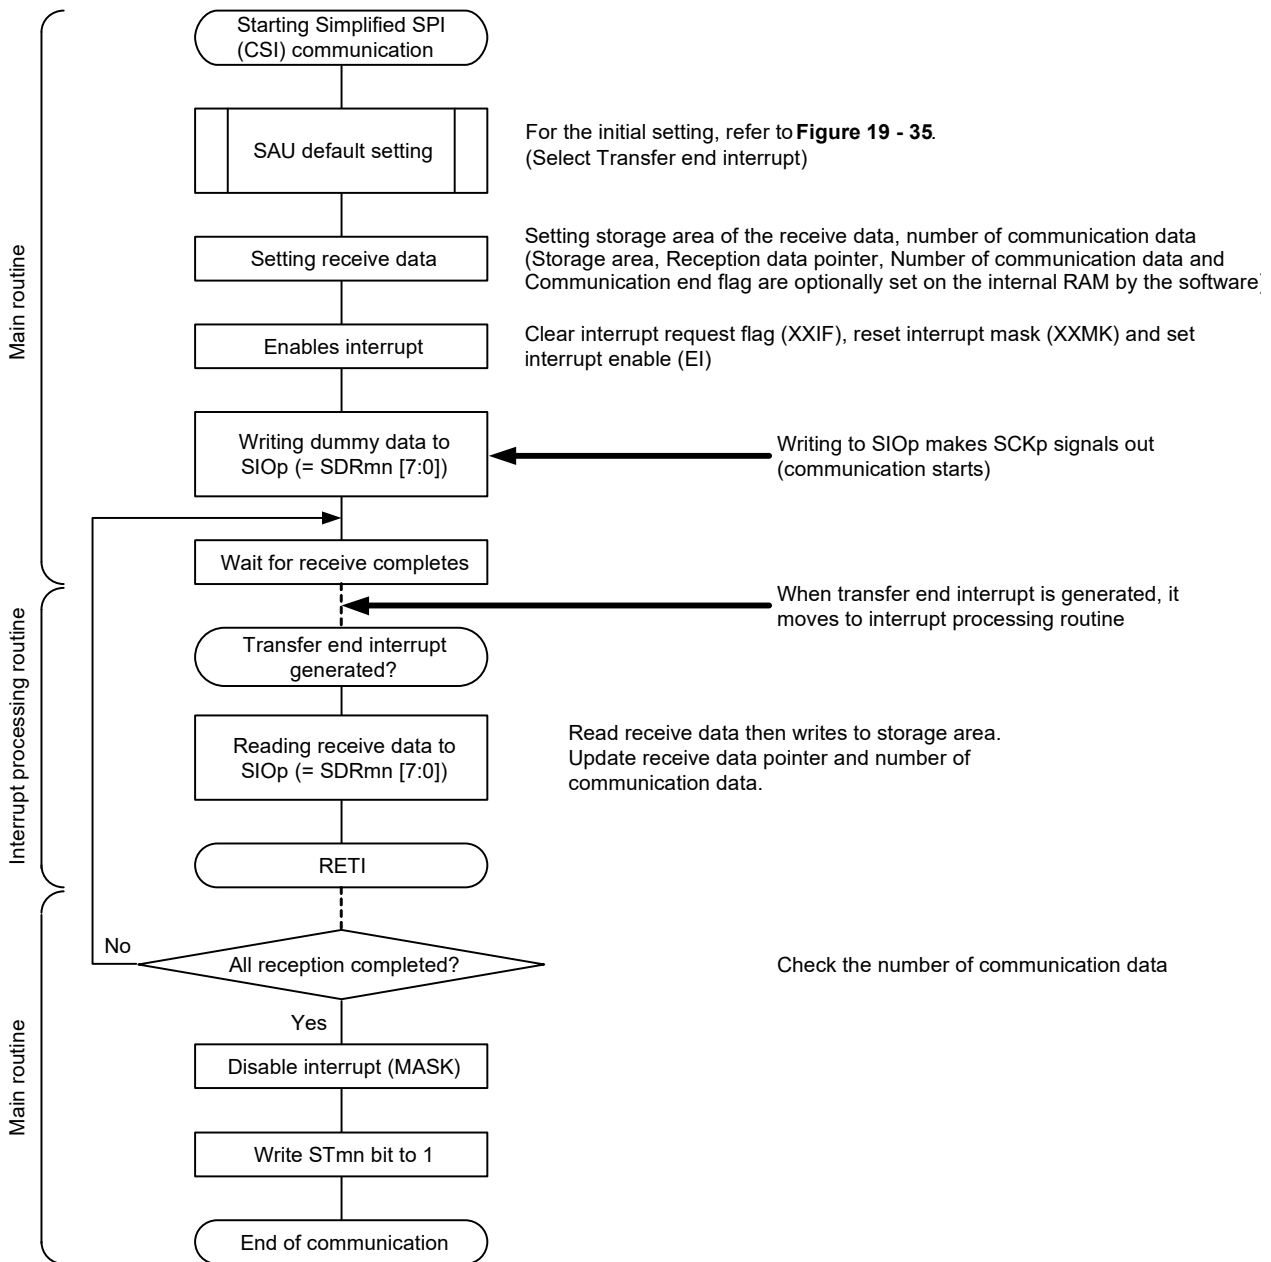 Starting Simplified SPI
(CSI) communication
SAU default setting
For the initial setting, refer to Figure 19 - 35.
(Select Transfer end interrupt)
Setting receive data
Setting storage area of the receive data, number of communication data
(Storage area, Reception data pointer, Number of communication data and
Communication end flag are optionally set on the internal RAM by the software)
Main routine
Enables interrupt
Clear interrupt request flag (XXIF), reset interrupt mask (XXMK) and set
interrupt enable (EI)
Writing dummy data to
SIOp (= SDRmn [7:0])
Writing to SIOp makes SCKp signals out
(communication starts)
Wait for receive completes
When transfer end interrupt is generated, it
moves to interrupt processing routine
Transfer end interrupt
generated?
Interrupt processing routine
Reading receive data to
SIOp (= SDRmn [7:0])
Read receive data then writes to storage area.
Update receive data pointer and number of
communication data.
RETI
No
All reception completed?
Check the number of communication data
Yes
Main routine
Disable interrupt (MASK)
Write STmn bit to 1
End of communication